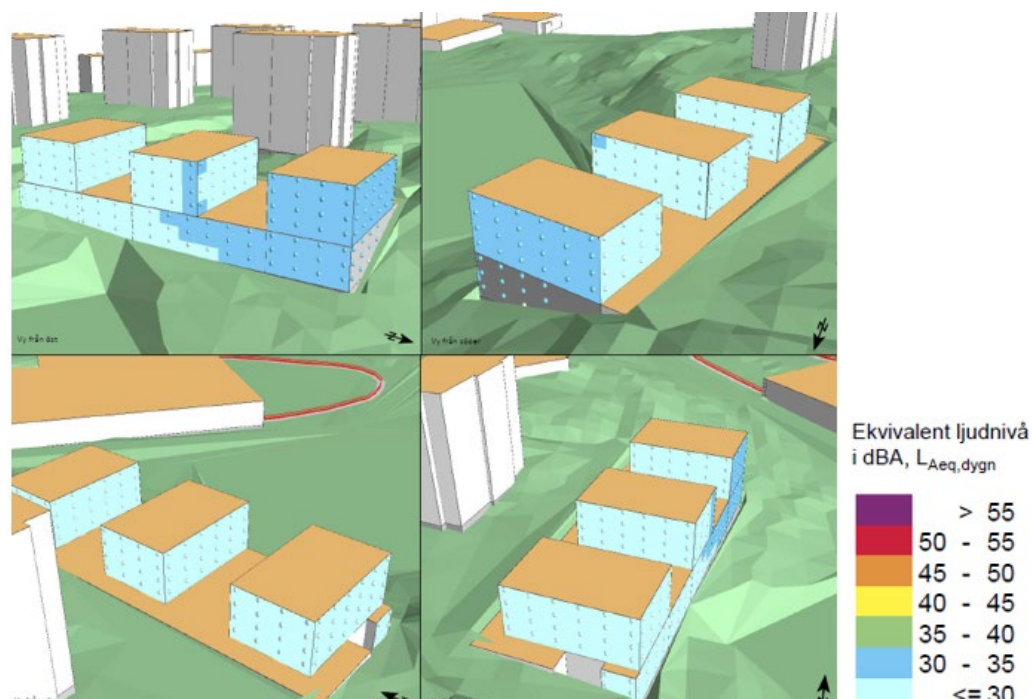 Vy från öst
N
Vy från söder
N
Ekvivalent ljudnivå
i dBA, LAeq,dygn
> 55
50 - 55
45 - 50
40 - 45
35 - 40
30 - 35
<= 30